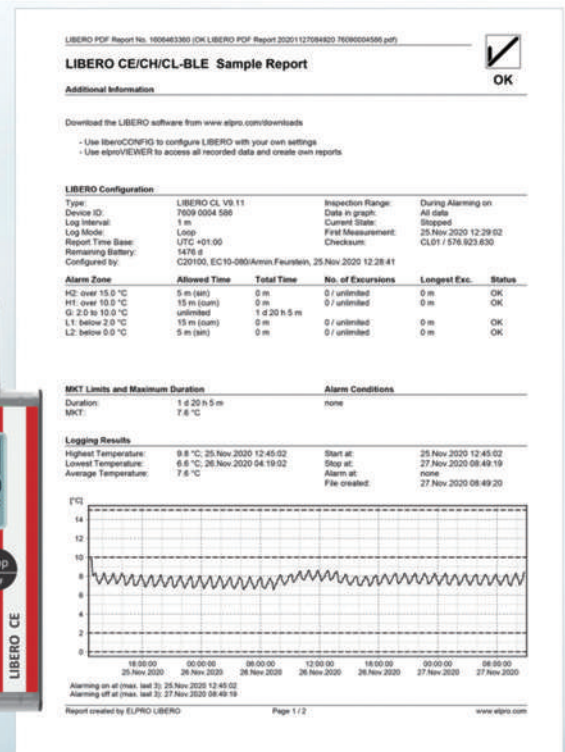 LIBERO PDF Report No. 1606463360 (OK LIBERO PDF Report 20201127084920 76090004586.pdf)
LIBERO CE/CH/CL-BLE Sample Report
OK
Additional Information
Download the LIBERO software from www.elpro.com/downloads
- Use liberoCONFIG to configure LIBERO with your own settings
- Use elproVIEWER to access all recorded data and create own reports
LIBERO Configuration
Type: LIBERO CL V9.11 Inspection Range: During Alarming on
Device ID: 7609 0004 586 Data in graph: All data
Log Interval: 1 m Current State: Stopped
Log Mode: Loop First Measurement: 25.Nov 2020 12:29:02
Report Time Base: UTC +01:00 Checksum: CL01 / 576.923.630
Remaining Battery: 1476 d
Configured by: C20100, EC10-080/Armin.Feurstein, 25.Nov 2020 12:28:41
Alarm Zone Allowed Time Total Time No. of Excursions Longest Exc. Status
H2: over 15.0 °C 5 m (sin) 0 m 0 / unlimited 0 m OK
H1: over 10.0 °C 15 m (cum) 0 m 0 / unlimited 0 m OK
G: 2.0 to 10.0 °C unlimited 1 d 20 h 5 m
L1: below 2.0 °C 15 m (cum) 0 m 0 / unlimited 0 m OK
L2: below 0.0 °C 5 m (sin) 0 m 0 / unlimited 0 m OK
MKT Limits and Maximum Duration Alarm Conditions
Duration: 1 d 20 h 5 m none
MKT: 7.6 °C
Logging Results
Highest Temperature: 9.8 °C; 25.Nov 2020 12:45:02 Start at: 25.Nov 2020 12:45:02
Lowest Temperature: 6.6 °C; 26.Nov 2020 04:19:02 Stop at: 27.Nov 2020 08:49:19
Average Temperature: 7.6 °C Alarm at: none
File created: 27.Nov 2020 08:49:20
[°C]
14
12
10
8
6
4
2
0
18:00:00 00:00:00 06:00:00 12:00:00 18:00:00 00:00:00 06:00:00
25.Nov 2020 26.Nov 2020 26.Nov 2020 26.Nov 2020 26.Nov 2020 27.Nov 2020 27.Nov 2020
Alarming on at (max. last 3): 25.Nov 2020 12:45:02
Alarming off at (max. last 3): 27.Nov 2020 08:49:19
Report created by ELPRO LIBERO Page 1 / 2 www.elpro.com
LIBERO CE